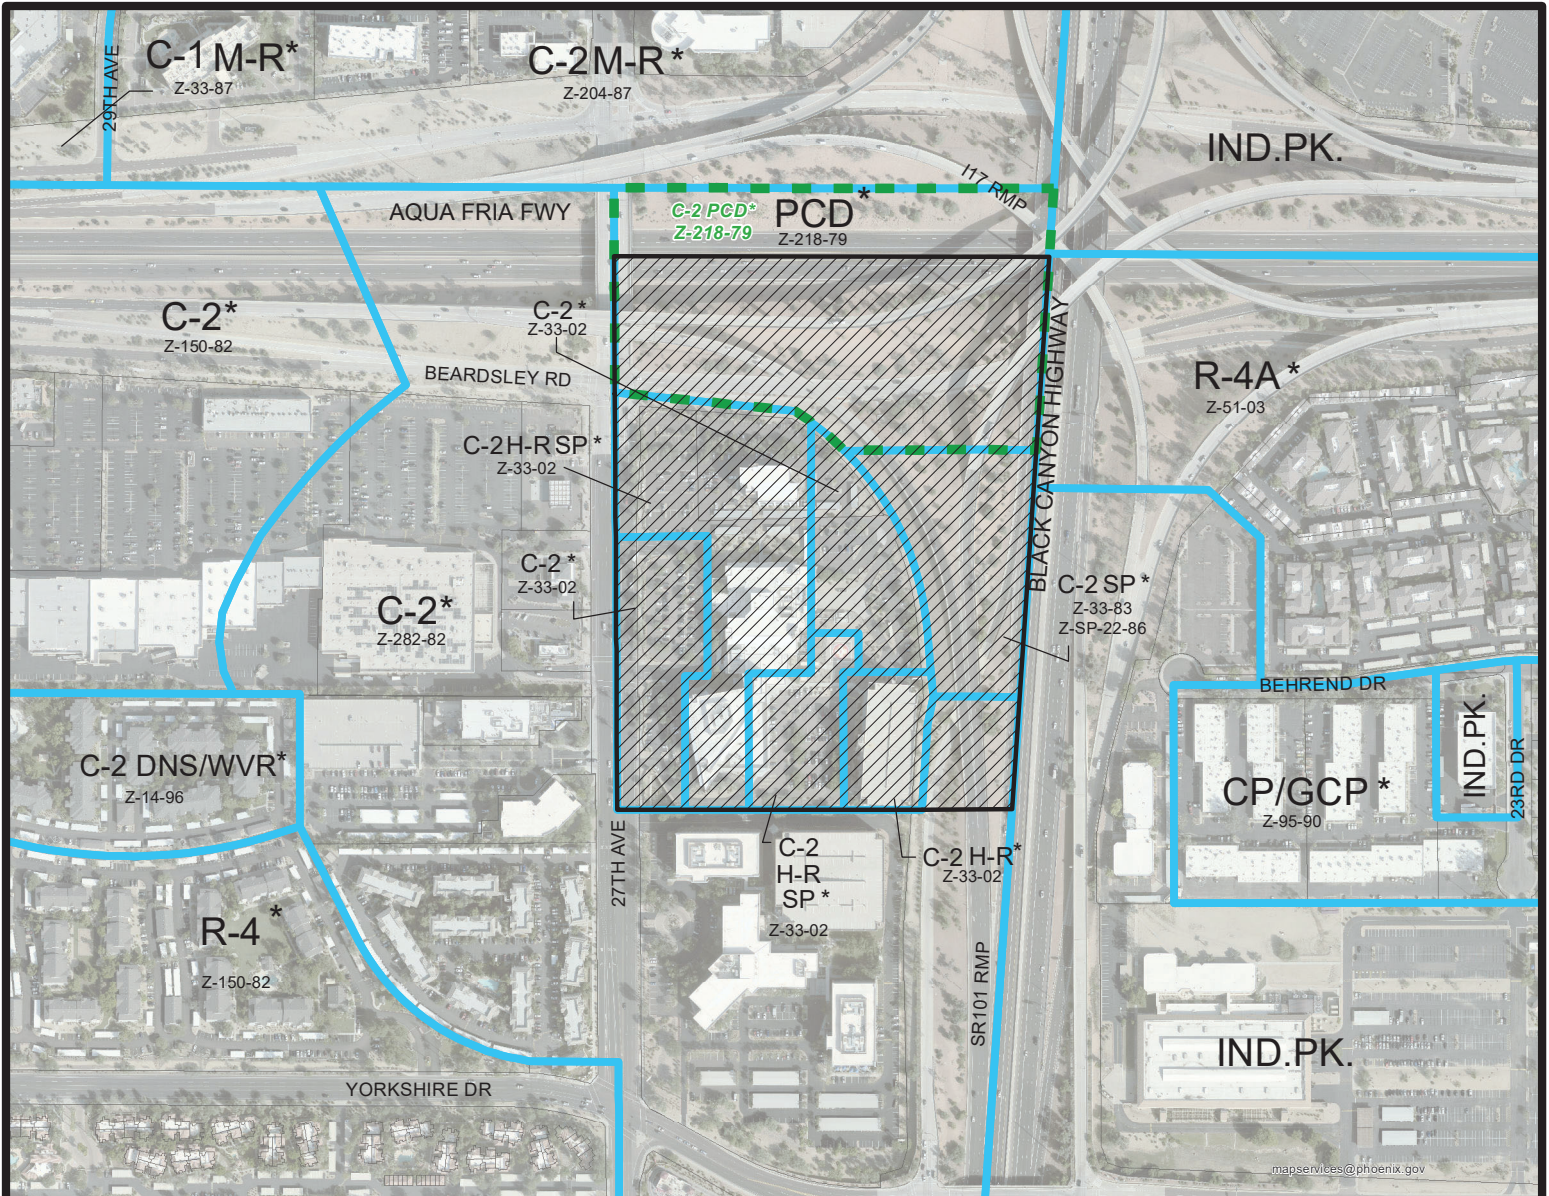 C-1 M-R*
Z-33-87
29TH AVE
C-2 M-R*
Z-204-87
IND.PK.
I17 RMP
AQUA FRIA FWY
C-2 PCD*
Z-218-79
PCD*
Z-218-79
C-2*
Z-150-82
C-2*
Z-33-02
BEARDSLEY RD
BLACK CANYON HIGHWAY
R-4A *
Z-51-03
C-2 H-R SP *
Z-33-02
C-2 *
Z-33-02
C-2*
Z-282-82
C-2 SP *
Z-33-83
Z-SP-22-86
BEHREND DR
IND.PK.
23RD DR
C-2 DNS/WVR*
Z-14-96
CP/GCP *
Z-95-90
27TH AVE
C-2
H-R
SP *
Z-33-02
C-2 H-R*
Z-33-02
R-4 *
Z-150-82
SR101 RMP
IND.PK.
YORKSHIRE DR
mapservices@phoenix.gov